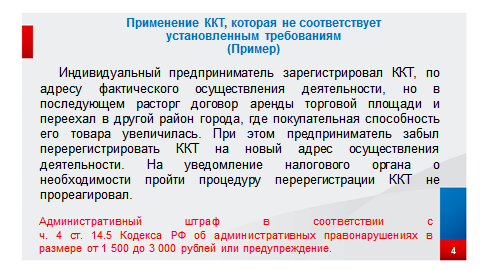 Применение ККТ, которая не соответствует
установленным требованиям
(Пример)
Индивидуальный предприниматель зарегистрировал ККТ, по
адресу фактического осуществления деятельности, но в
последующем расторг договор аренды торговой площади и
переехал в другой район города, где покупательная способность
его товара увеличилась. При этом предприниматель забыл
перерегистрировать ККТ на новый адрес осуществления
деятельности. На уведомление налогового органа о
необходимости пройти процедуру перерегистрации ККТ не
прореагировал.
Административный штраф в соответствии с
ч. 4 ст. 14.5 Кодекса РФ об административных правонарушениях в
размере от 1 500 до 3 000 рублей или предупреждение.
4